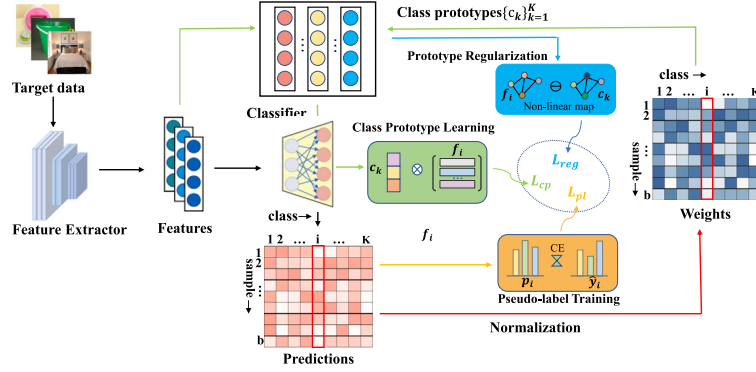 Class prototypes{c_k}_{k=1}^K
Target data
Prototype Regularization
f_i ⊖ c_k
Non-linear map
class →
1 2 … i … K
1
2
⋮
b
sample →
Weights
Classifier
Class Prototype Learning
c_k ⊗ f_i
…
L_reg
L_cp
L_pl
Feature Extractor
Features
class →
1 2 … i … K
1
2
⋮
b
sample →
Predictions
f_i
CE
p_i ŷ_i
Pseudo-label Training
Normalization